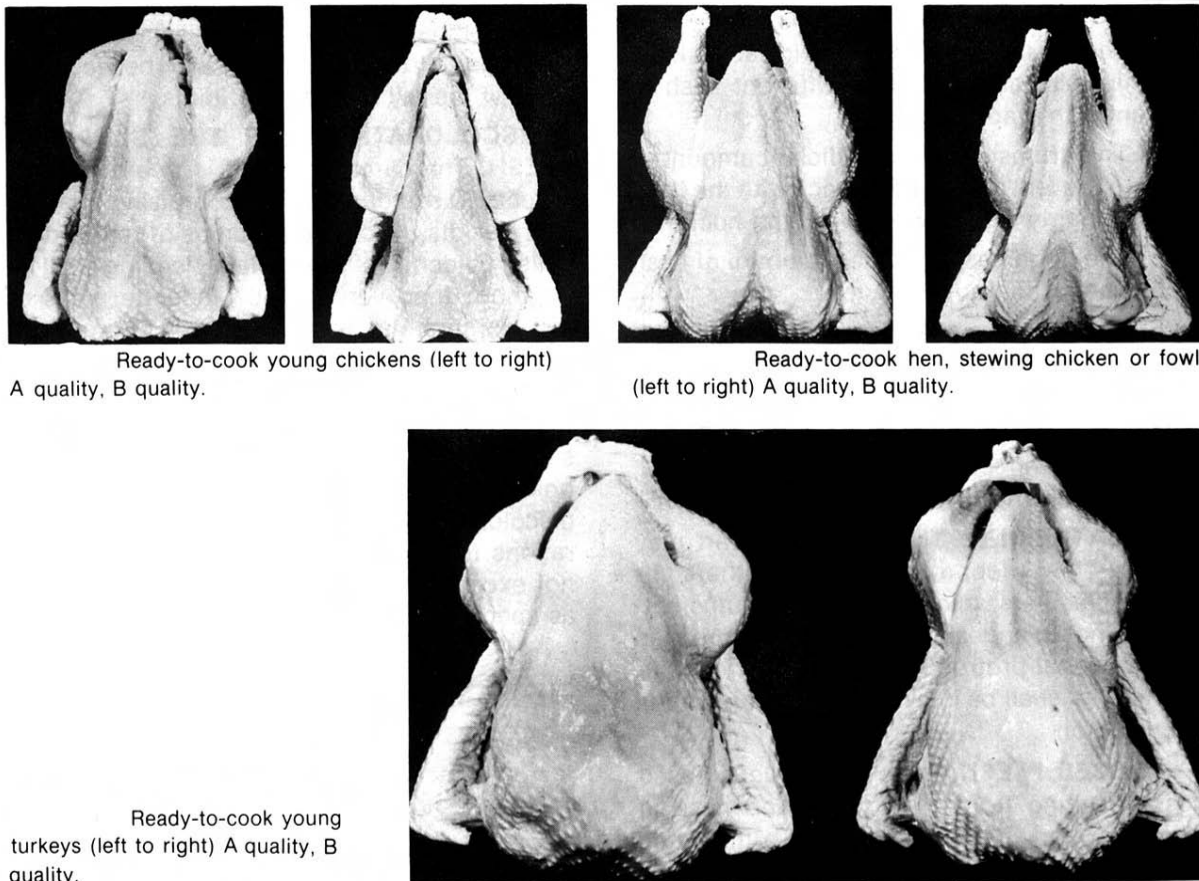 Ready-to-cook young chickens (left to right)
A quality, B quality.
Ready-to-cook hen, stewing chicken or fowl
(left to right) A quality, B quality.
Ready-to-cook young
turkeys (left to right) A quality, B
quality.